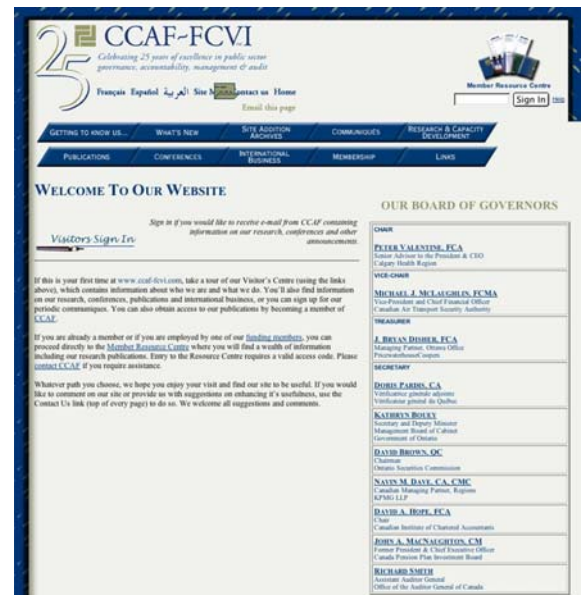 25
CCAF-FCVI
Celebrating 25 years of excellence in public sector
governance, accountability, management & audit
Français Español العربية Site M ontact us Home
Email this page
Member Resource Centre
Sign In Help
GETTING TO KNOW US... WHAT'S NEW SITE ADDITION ARCHIVES COMMUNIQUÉS RESEARCH & CAPACITY DEVELOPMENT
PUBLICATIONS CONFERENCES INTERNATIONAL BUSINESS MEMBERSHIP LINKS
WELCOME TO OUR WEBSITE
Visitors Sign In
Sign in if you would like to receive e-mail from CCAF containing
information on our research, conferences and other
announcements.
If this is your first time at www.ccaf-fcvi.com, take a tour of our Visitor's Centre (using the links
above), which contains information about who we are and what we do. You'll also find information
on our research, conferences, publications and international business, or you can sign up for our
periodic communiques. You can also obtain access to our publications by becoming a member of
CCAF.
If you are already a member or if you are employed by one of our funding members, you can
proceed directly to the Member Resource Centre where you will find a wealth of information
including our research publications. Entry to the Resource Centre requires a valid access code. Please
contact CCAF if you require assistance.
Whatever path you choose, we hope you enjoy your visit and find our site to be useful. If you would
like to comment on our site or provide us with suggestions on enhancing it's usefulness, use the
Contact Us link (top of every page) to do so. We welcome all suggestions and comments.
OUR BOARD OF GOVERNORS
CHAIR
PETER VALENTINE, FCA
Senior Advisor to the President & CEO
Calgary Health Region
VICE-CHAIR
MICHAEL J. MCLAUGHLIN, FCMA
Vice-President and Chief Financial Officer
Canadian Air Transport Security Authority
TREASURER
J. BRYAN DISHER, FCA
Managing Partner, Ottawa Office
PricewaterhouseCoopers
SECRETARY
DORIS PARDIS, CA
Vérificatrice générale adjointe
Vérificateur général du Québec
KATHRYN BOUEY
Secretary and Deputy Minister
Management Board of Cabinet
Government of Ontario
DAVID BROWN, QC
Chairman
Ontario Securities Commission
NAVIN M. DAVE, CA, CMC
Canadian Managing Partner, Regions
KPMG LLP
DAVID A. HOPE, FCA
Chair
Canadian Institute of Chartered Accountants
JOHN A. MACNAUGHTON, CM
Former President & Chief Executive Officer
Canada Pension Plan Investment Board
RICHARD SMITH
Assistant Auditor General
Office of the Auditor General of Canada